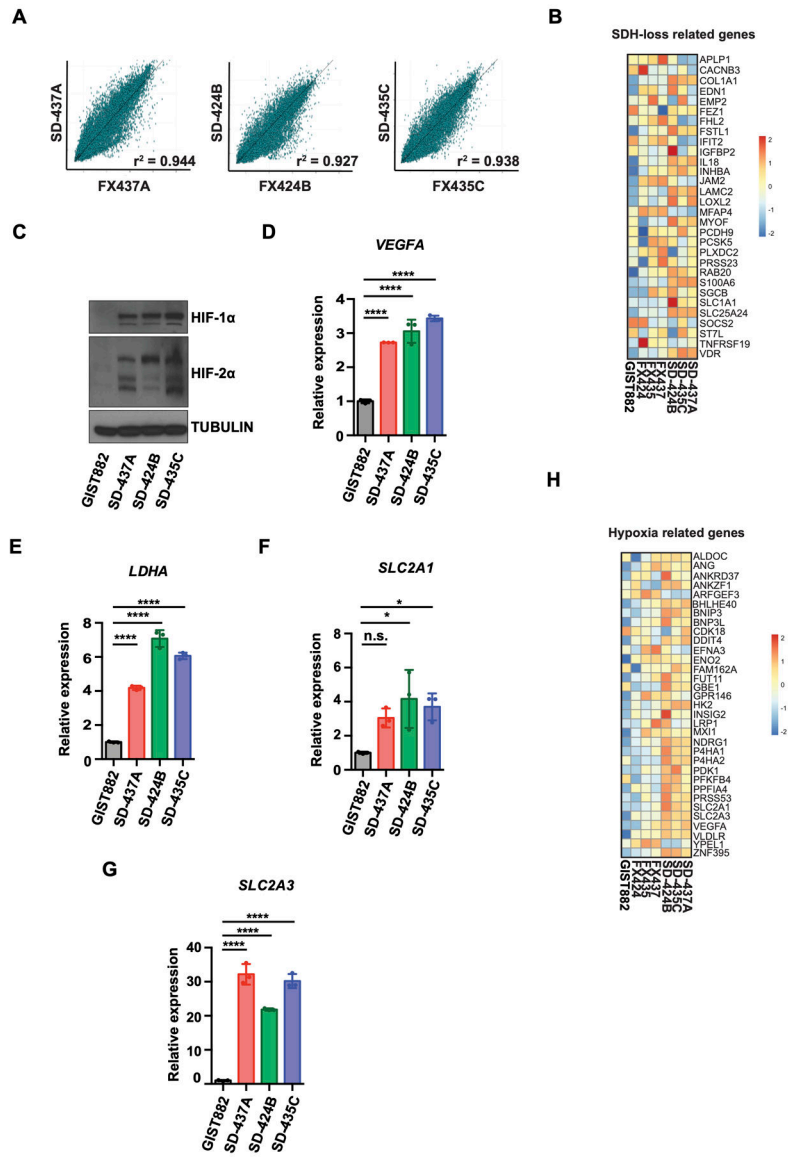 A
SD-437A
FX437A
r² = 0.944
SD-424B
FX424B
r² = 0.927
SD-435C
FX435C
r² = 0.938
B
SDH-loss related genes
APLP1
CACNB3
COL1A1
EDN1
EMP2
FEZ1
FHL2
FSTL1
IFIT2
IGFBP2
IL18
INHBA
JAM2
LAMC2
LOXL2
MFAP4
MYOF
PCDH9
PCSK5
PLXDC2
PRSS23
RAB20
S100A6
SGCB
SLC1A1
SLC25A24
SOCS2
ST7L
TNFRSF19
VDR
2
1
0
-1
-2
GIST882
FX424
FX435
FX437
SD-424B
SD-435C
SD-437A
C
HIF-1α
HIF-2α
TUBULIN
GIST882
SD-437A
SD-424B
SD-435C
D
VEGFA
Relative expression
0
1
2
3
4
****
****
****
GIST882
SD-437A
SD-424B
SD-435C
E
LDHA
Relative expression
0
2
4
6
8
****
****
****
GIST882
SD-437A
SD-424B
SD-435C
F
SLC2A1
Relative expression
0
2
4
6
8
*
*
n.s.
GIST882
SD-437A
SD-424B
SD-435C
G
SLC2A3
Relative expression
0
10
20
30
40
****
****
****
GIST882
SD-437A
SD-424B
SD-435C
H
Hypoxia related genes
ALDOC
ANG
ANKRD37
ANKZF1
ARFGEF3
BHLHE40
BNIP3
BNP3L
CDK18
DDIT4
EFNA3
ENO2
FAM162A
FUT11
GBE1
GPR146
HK2
INSIG2
LRP1
MXI1
NDRG1
P4HA1
P4HA2
PDK1
PFKFB4
PPFIA4
PRSS53
SLC2A1
SLC2A3
VEGFA
VLDLR
YPEL1
ZNF395
2
1
0
-1
-2
GIST882
FX424
FX435
FX437
SD-424B
SD-435C
SD-437A